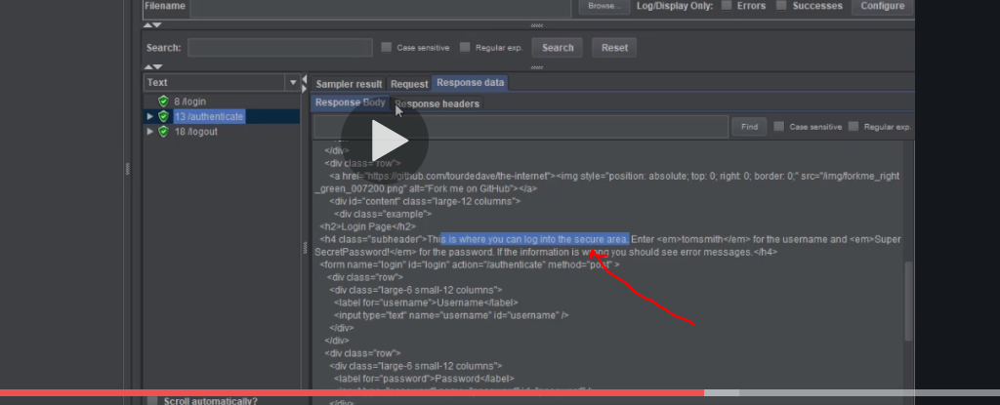 Filename Browse... Log/Display Only: Errors Successes Configure
Search: Case sensitive Regular exp. Search Reset
Text
8 /login
13 /authenticate
18 /logout
Sampler result Request Response data
Response Body Response headers
Find Case sensitive Regular exp.
</div>
<div class="row">
<a href="https://github.com/tourdedave/the-internet"><img style="position: absolute; top: 0; right: 0; border: 0;" src="/img/forkme_right
_green_007200.png" alt="Fork me on GitHub"></a>
<div id="content" class="large-12 columns">
<div class="example">
<h2>Login Page</h2>
<h4 class="subheader">This is where you can log into the secure area. Enter <em>tomsmith</em> for the username and <em>Super
SecretPassword!</em> for the password. If the information is wrong you should see error messages.</h4>
<form name="login" id="login" action="/authenticate" method="post" >
<div class="row">
<div class="large-6 small-12 columns">
<label for="username">Username</label>
<input type="text" name="username" id="username" />
</div>
</div>
<div class="row">
<div class="large-6 small-12 columns">
<label for="password">Password</label>
</div>
Scroll automatically?